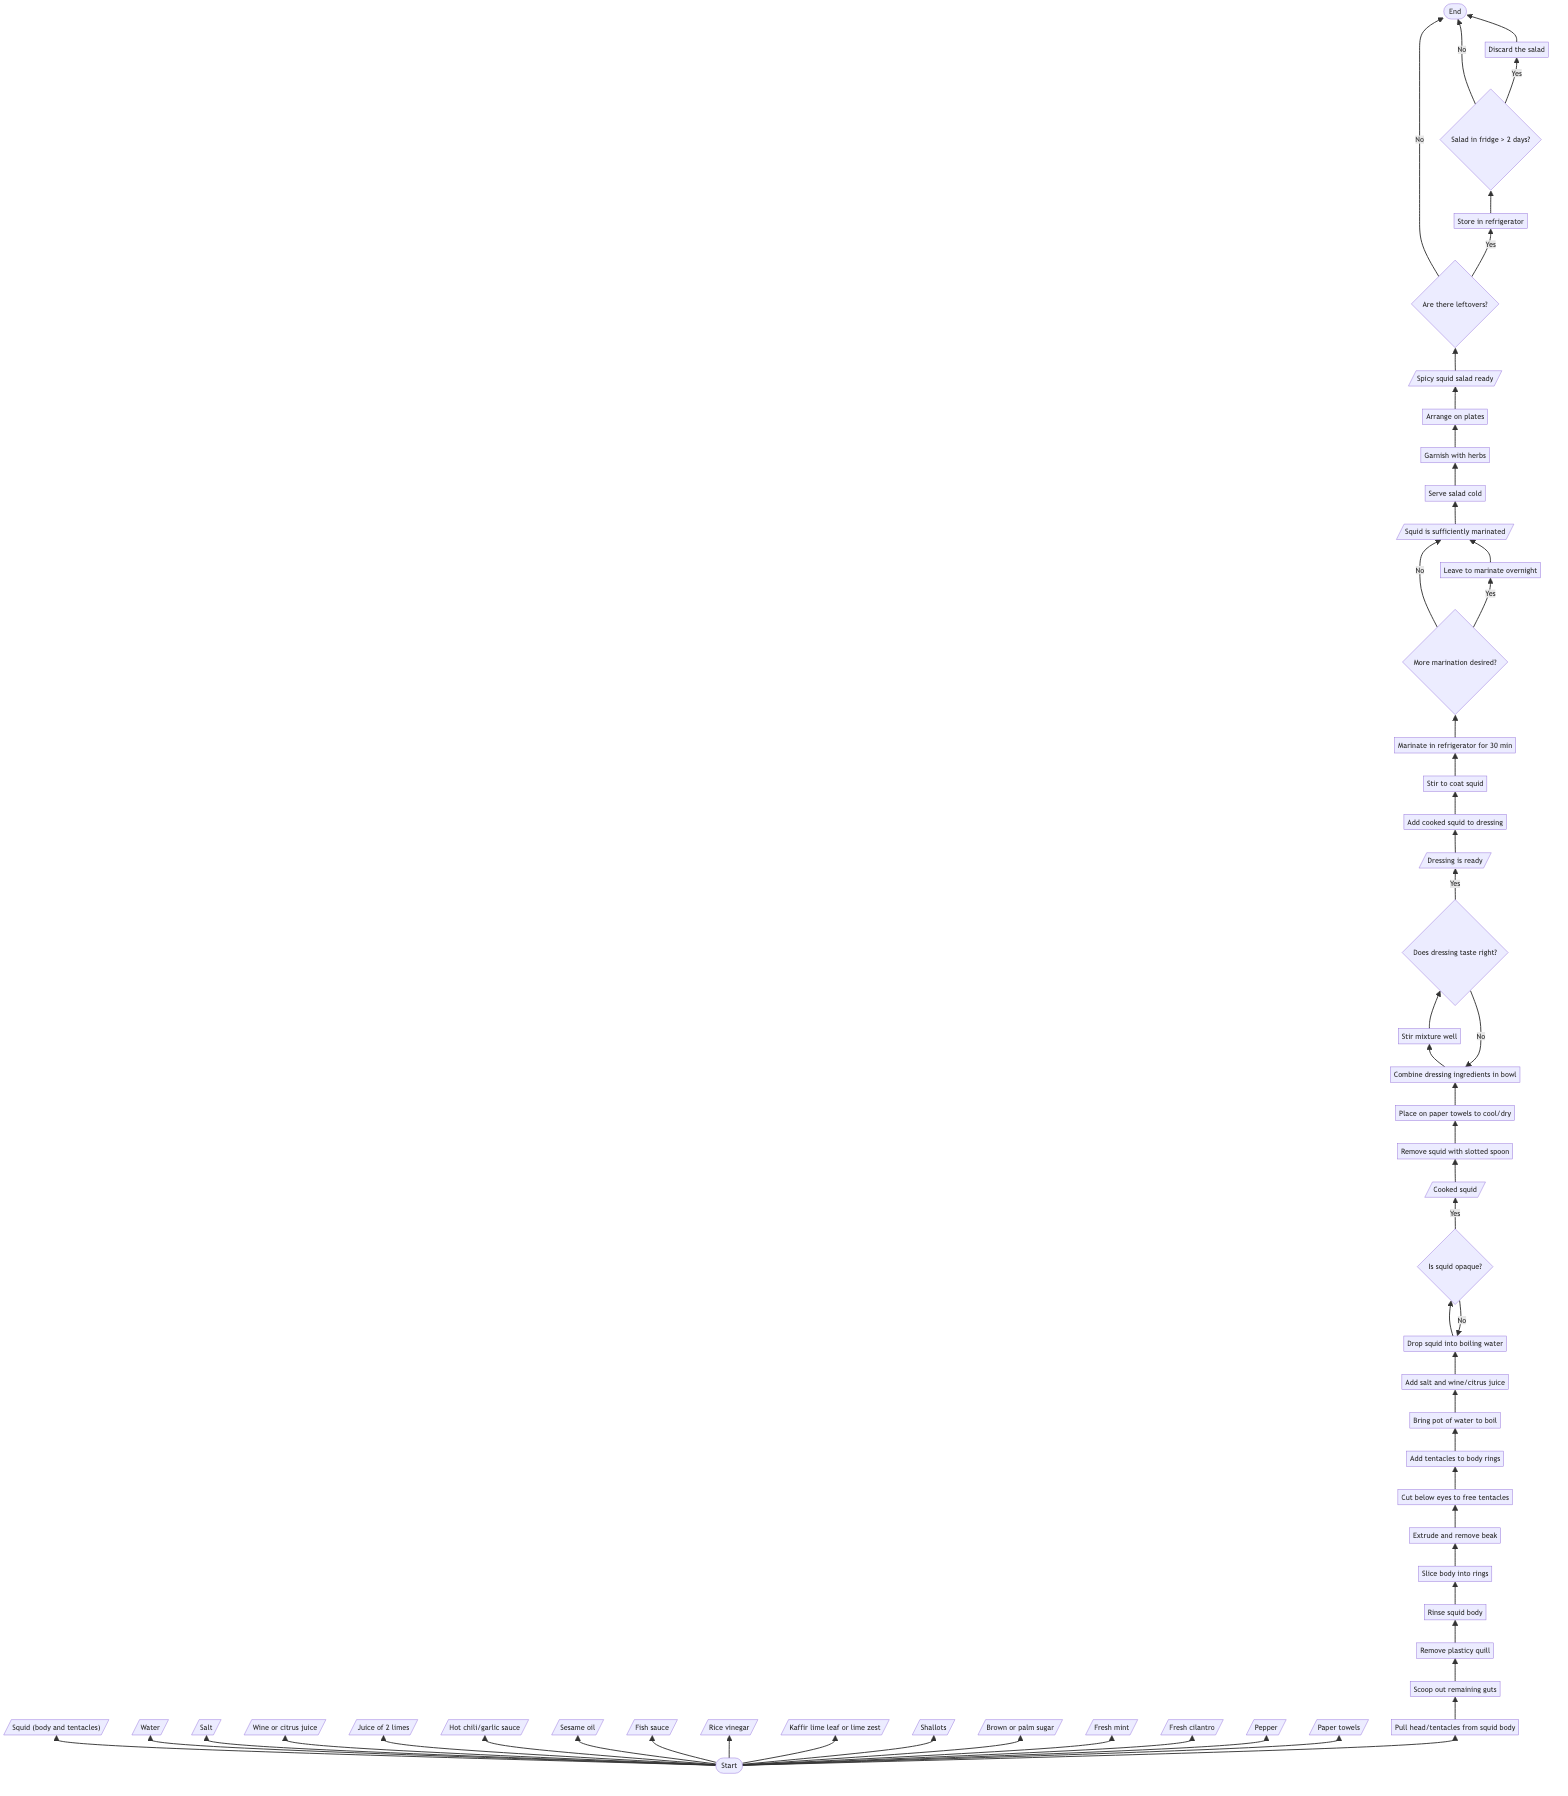 End
No
Discard the salad
Yes
No
Salad in fridge > 2 days?
Store in refrigerator
Yes
Are there leftovers?
Spicy squid salad ready
Arrange on plates
Garnish with herbs
Serve salad cold
Squid is sufficiently marinated
No
Leave to marinate overnight
Yes
More marination desired?
Marinate in refrigerator for 30 min
Stir to coat squid
Add cooked squid to dressing
Dressing is ready
Yes
Does dressing taste right?
Stir mixture well
No
Combine dressing ingredients in bowl
Place on paper towels to cool/dry
Remove squid with slotted spoon
Cooked squid
Yes
Is squid opaque?
No
Drop squid into boiling water
Add salt and wine/citrus juice
Bring pot of water to boil
Add tentacles to body rings
Cut below eyes to free tentacles
Extrude and remove beak
Slice body into rings
Rinse squid body
Remove plasticy quill
Scoop out remaining guts
Squid (body and tentacles)
Water
Salt
Wine or citrus juice
Juice of 2 limes
Hot chili/garlic sauce
Sesame oil
Fish sauce
Rice vinegar
Kaffir lime leaf or lime zest
Shallots
Brown or palm sugar
Fresh mint
Fresh cilantro
Pepper
Paper towels
Pull head/tentacles from squid body
Start